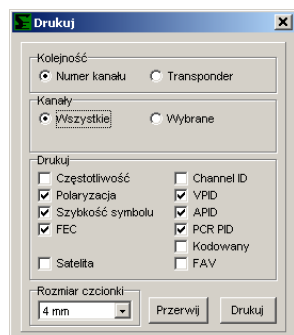 Drukuj
Kolejność
Numer kanału Transponder
Kanały
Wszystkie Wybrane
Drukuj
Częstotliwość Channel ID
Polaryzacja VPID
Szybkość symbolu APID
FEC PCR PID
Kodowany
Satelita FAV
Rozmiar czcionki
4 mm Przerwij Drukuj